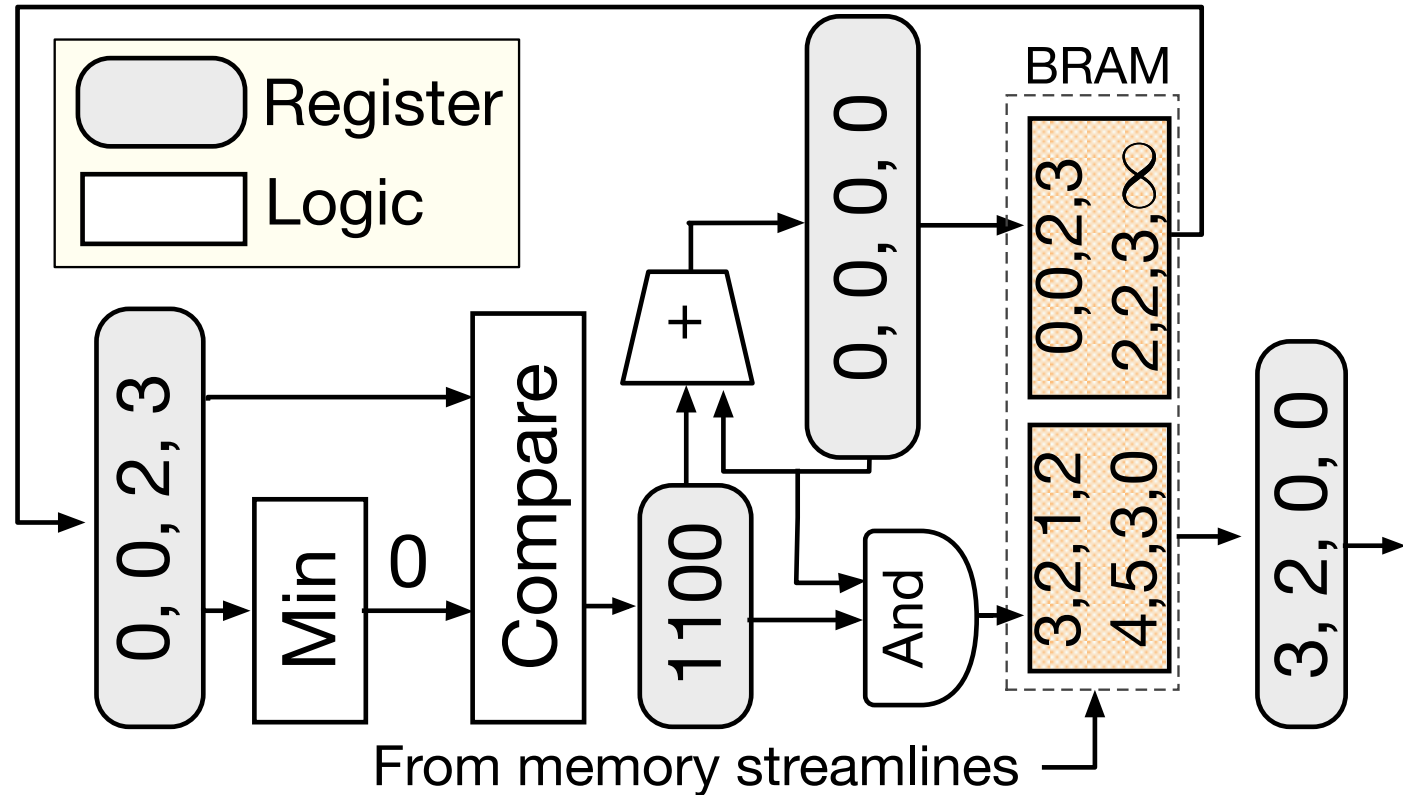 Register
Logic
BRAM
0, 0, 0, 0
0,0,2,3
2,2,3,∞
+
0, 0, 2, 3
Min
0
Compare
1100
And
3,2,1,2
4,5,3,0
3, 2, 0, 0
From memory streamlines